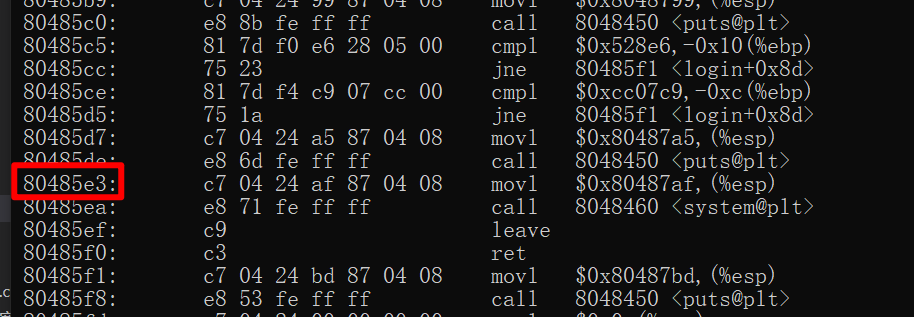 80485b9: c7 04 24 99 87 04 08 movl $0x8048799,(%esp)
80485c0: e8 8b fe ff ff call 8048450 <puts@plt>
80485c5: 81 7d f0 e6 28 05 00 cmpl $0x528e6,-0x10(%ebp)
80485cc: 75 23 jne 80485f1 <login+0x8d>
80485ce: 81 7d f4 c9 07 cc 00 cmpl $0xcc07c9,-0xc(%ebp)
80485d5: 75 1a jne 80485f1 <login+0x8d>
80485d7: c7 04 24 a5 87 04 08 movl $0x80487a5,(%esp)
80485de: e8 6d fe ff ff call 8048450 <puts@plt>
80485e3: c7 04 24 af 87 04 08 movl $0x80487af,(%esp)
80485ea: e8 71 fe ff ff call 8048460 <system@plt>
80485ef: c9 leave
80485f0: c3 ret
80485f1: c7 04 24 bd 87 04 08 movl $0x80487bd,(%esp)
80485f8: e8 53 fe ff ff call 8048450 <puts@plt>